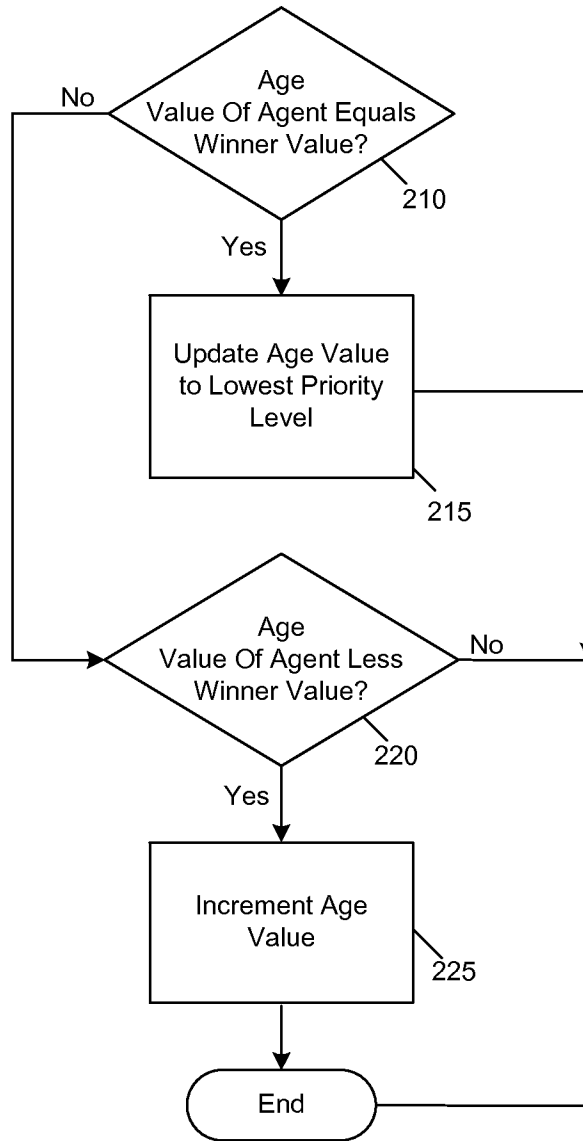 Age
Value Of Agent Equals
Winner Value?
No
210
Yes
Update Age Value
to Lowest Priority
Level
215
Age
Value Of Agent Less
Winner Value?
No
220
Yes
Increment Age
Value
225
End